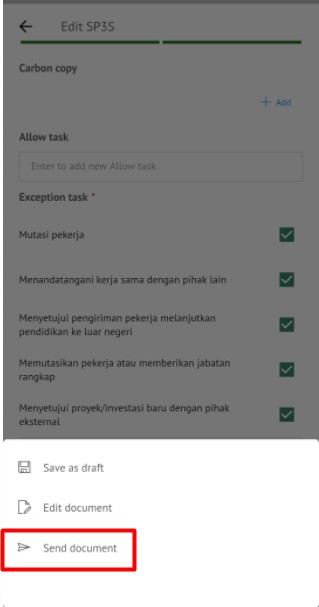 Edit SP3S
Carbon copy
Add
Allow task
Enter to add new Allow task
Exception task *
Mutasi pekerja
Menandatangani kerja sama dengan pihak lain
Menyetujui pengiriman pekerja melanjutkan
pendidikan ke luar negeri
Memutasikan pekerja atau memberikan jabatan
rangkap
Menyetujui proyek/investasi baru dengan pihak
eksternal
Save as draft
Edit document
Send document